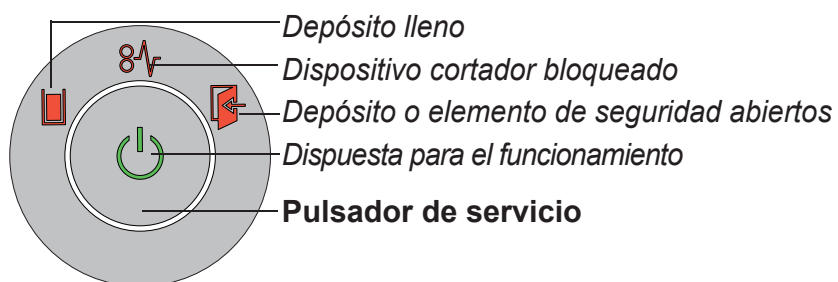 Depósito lleno
Dispositivo cortador bloqueado
Depósito o elemento de seguridad abiertos
Dispuesta para el funcionamiento
Pulsador de servicio